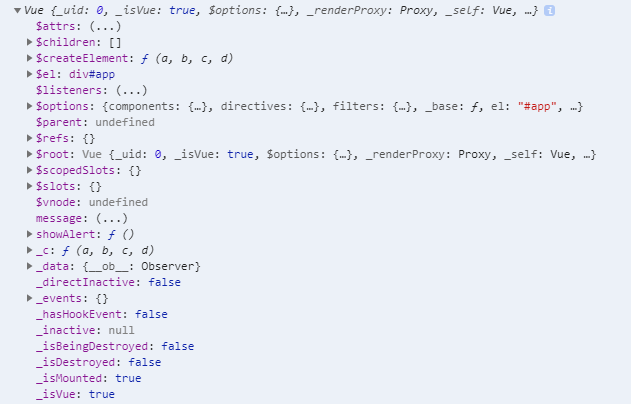 Vue {_uid: 0, _isVue: true, $options: {…}, _renderProxy: Proxy, _self: Vue, …}
$attrs: (...)
$children: []
$createElement: ƒ (a, b, c, d)
$el: div#app
$listeners: (...)
$options: {components: {…}, directives: {…}, filters: {…}, _base: ƒ, el: "#app", …}
$parent: undefined
$refs: {}
$root: Vue {_uid: 0, _isVue: true, $options: {…}, _renderProxy: Proxy, _self: Vue, …}
$scopedSlots: {}
$slots: {}
$vnode: undefined
message: (...)
showAlert: ƒ ()
_c: ƒ (a, b, c, d)
_data: {__ob__: Observer}
_directInactive: false
_events: {}
_hasHookEvent: false
_inactive: null
_isBeingDestroyed: false
_isDestroyed: false
_isMounted: true
_isVue: true